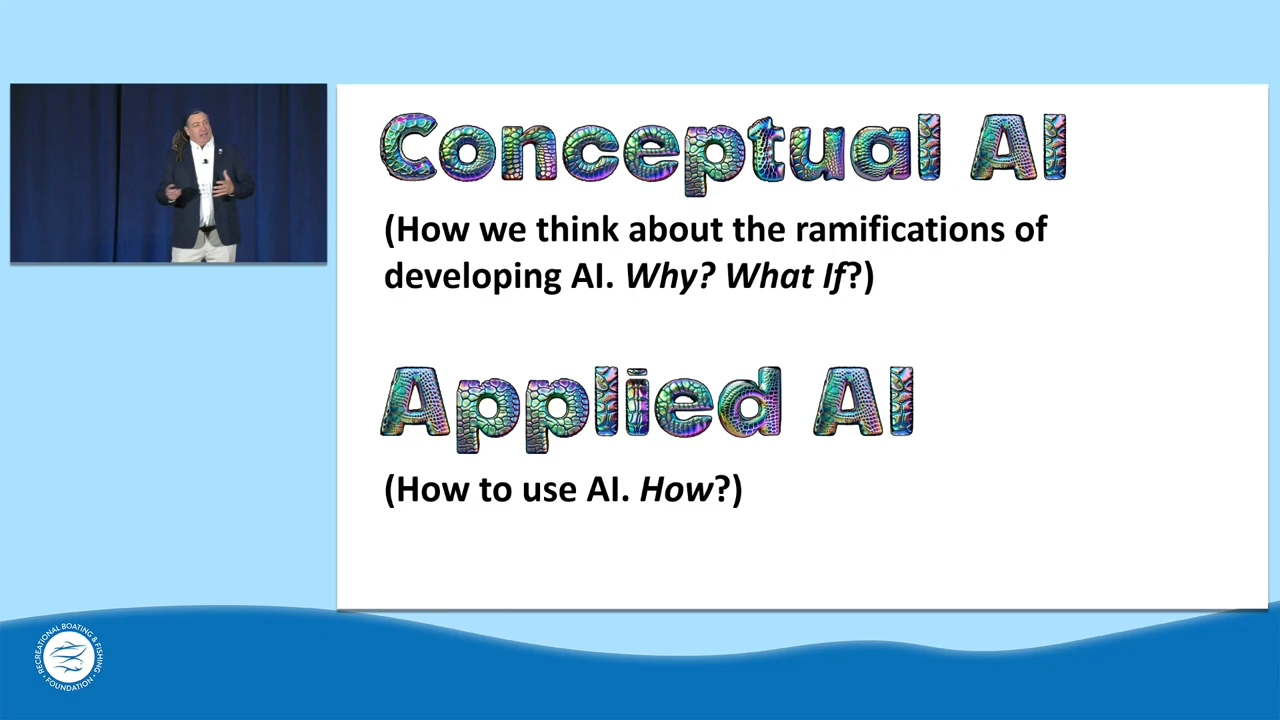 Conceptual AI
(How we think about the ramifications of
developing AI. Why? What If?)
Applied AI
(How to use AI. How?)
RECREATIONAL BOATING & FISHING
FOUNDATION